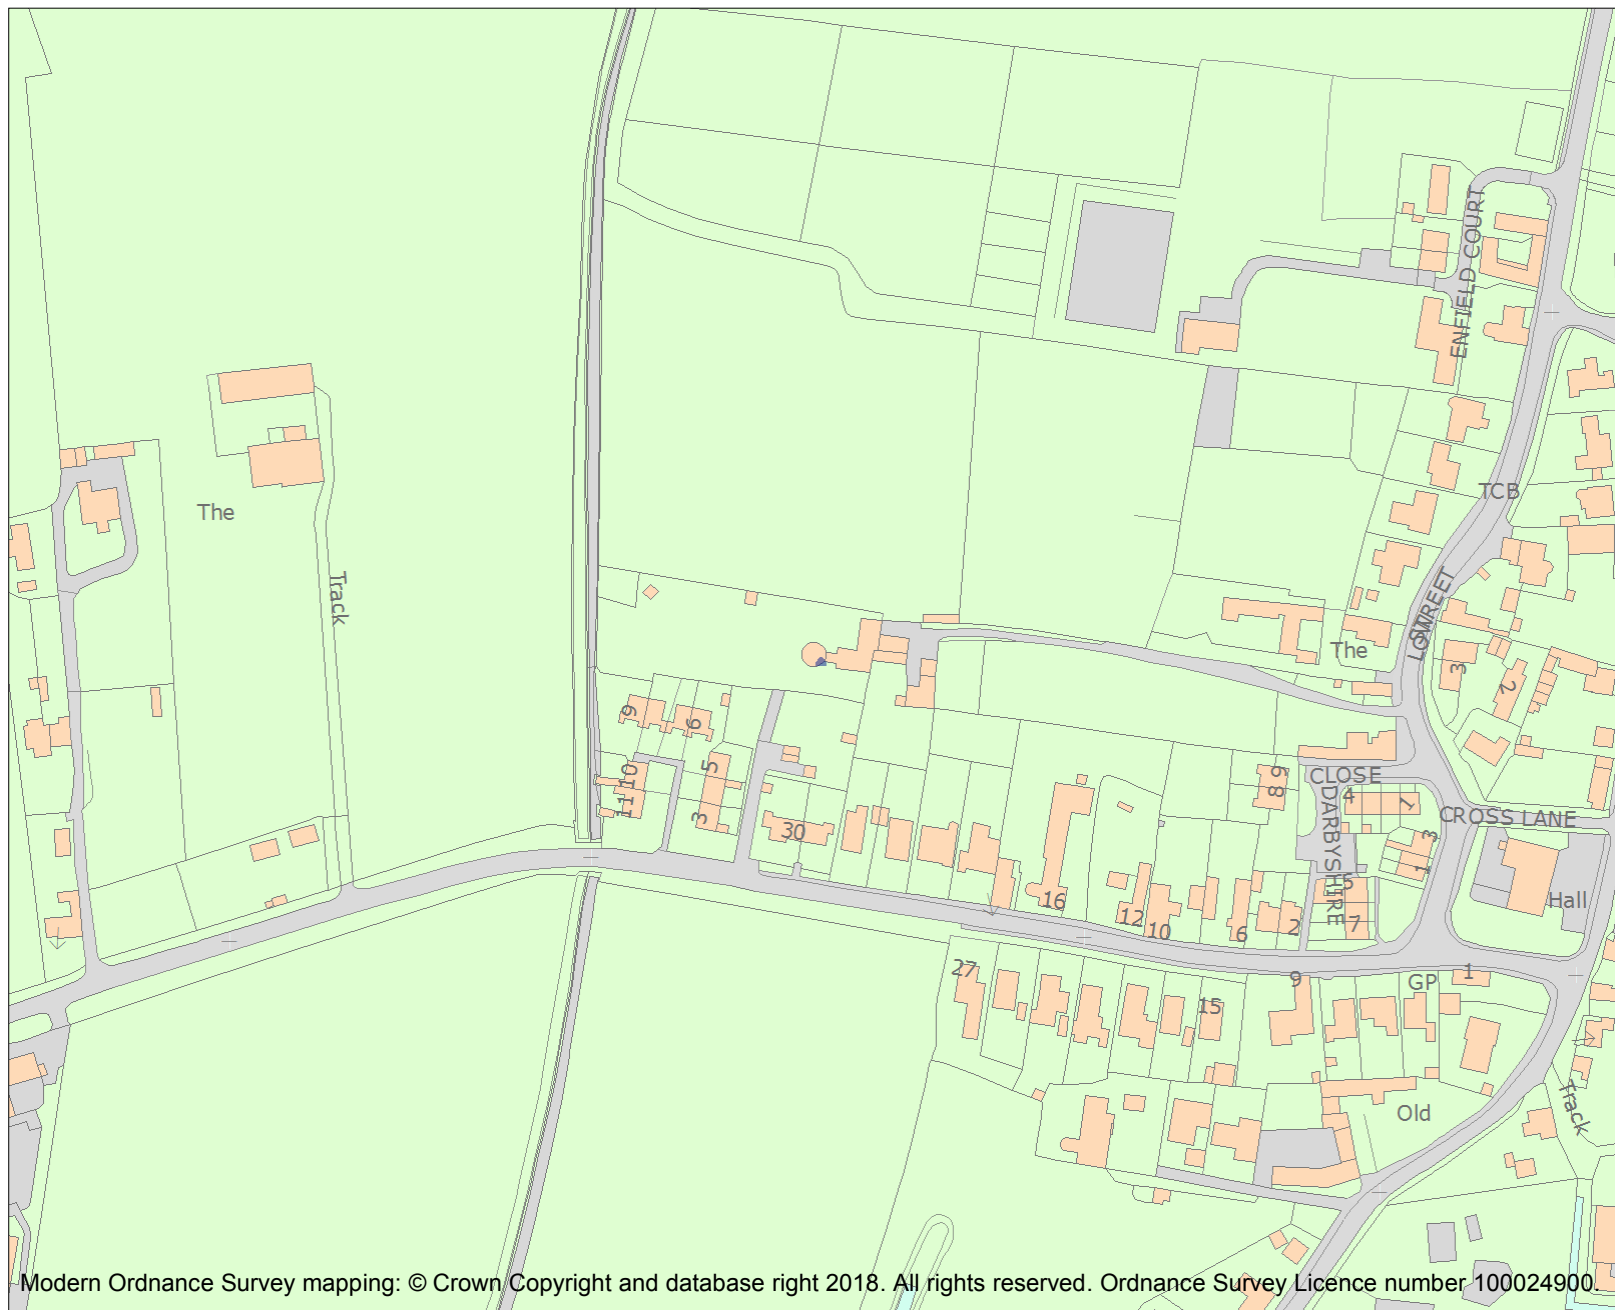 ENFIELD COURT
TCB
The
Track
LOW
STREET
The
3
2
9
6
10
5
9
8
CLOSE
4
1
11
3
CROSS LANE
30
DARBYSHIRE
3
1
5
16
Hall
12
10
6
2
7
27
9
GP
1
15
Track
Old
Modern Ordnance Survey mapping: © Crown Copyright and database right 2018. All rights reserved. Ordnance Survey Licence number 100024900.